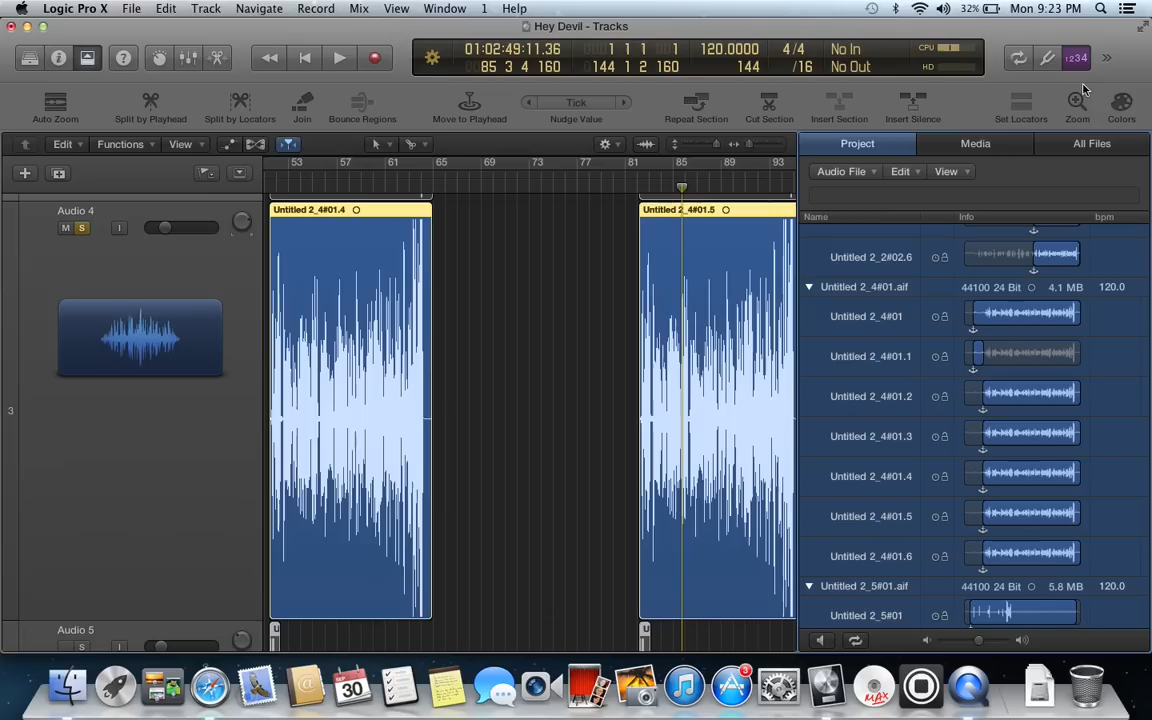 Logic Pro X File Edit Track Navigate Record Mix View Window 1 Help 32% Mon 9:23 PM
Hey Devil - Tracks
01:02:49:11.36 1 1 1 1 120.0000 4/4 No In CPU
85 3 4 160 144 1 2 160 144 /16 No Out HD
1234
Auto Zoom Split by Playhead Split by Locators Join Bounce Regions Move to Playhead Tick Nudge Value Repeat Section Cut Section Insert Section Insert Silence Set Locators Zoom Colors
Edit Functions View
Project Media All Files
53 57 61 65 69 73 77 81 85 89 93
Audio File Edit View
Name Info bpm
Audio 4
M S I
Untitled 2_4#01.4
Untitled 2_4#01.5
Untitled 2_2#02.6
Untitled 2_4#01.aif 44100 24 Bit 4.1 MB 120.0
Untitled 2_4#01
Untitled 2_4#01.1
Untitled 2_4#01.2
3
Untitled 2_4#01.3
Untitled 2_4#01.4
Untitled 2_4#01.5
Untitled 2_4#01.6
Untitled 2_5#01.aif 44100 24 Bit 5.8 MB 120.0
Untitled 2_5#01
Audio 5
M S I
SEP
30
3
MAX